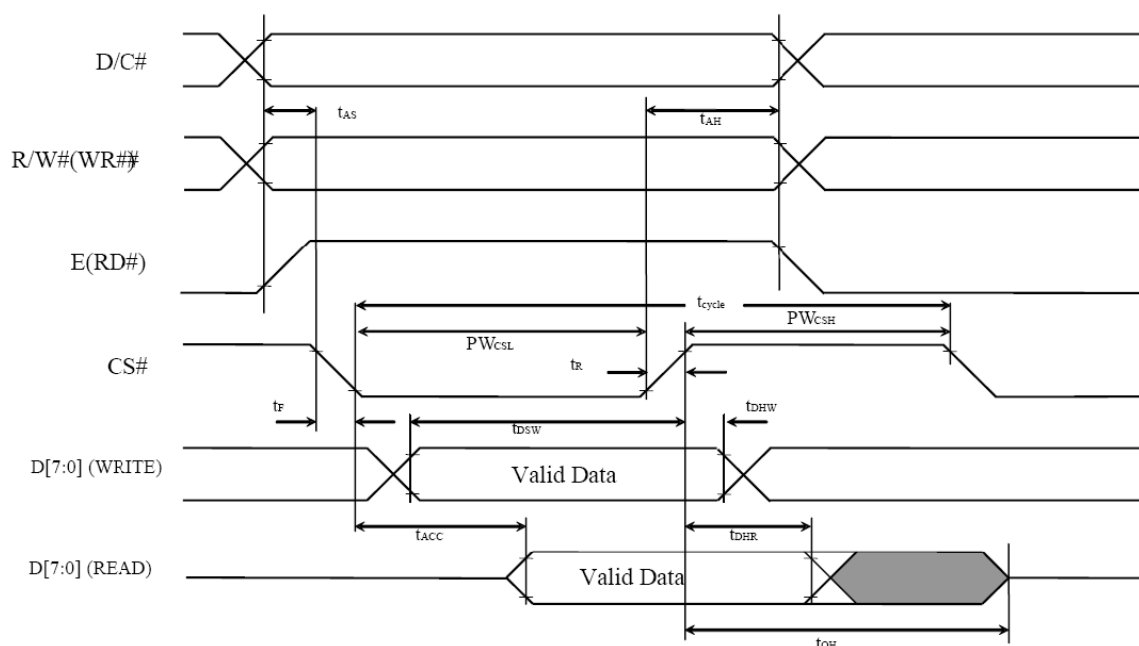 D/C#
tAS
tAH
R/W#(WR##
E(RD#)
tcycle
PWCSL
PWCSH
CS#
tR
tF
tDSW
tDHW
D[7:0] (WRITE)
Valid Data
tACC
tDHR
D[7:0] (READ)
Valid Data
tOH